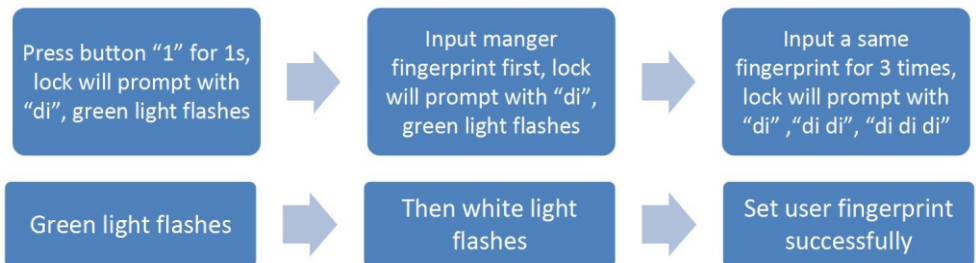 Press button “1” for 1s,
lock will prompt with
“di”, green light flashes
Input manger
fingerprint first, lock
will prompt with “di”,
green light flashes
Input a same
fingerprint for 3 times,
lock will prompt with
“di” ,“di di”, “di di di”
Green light flashes
Then white light
flashes
Set user fingerprint
successfully